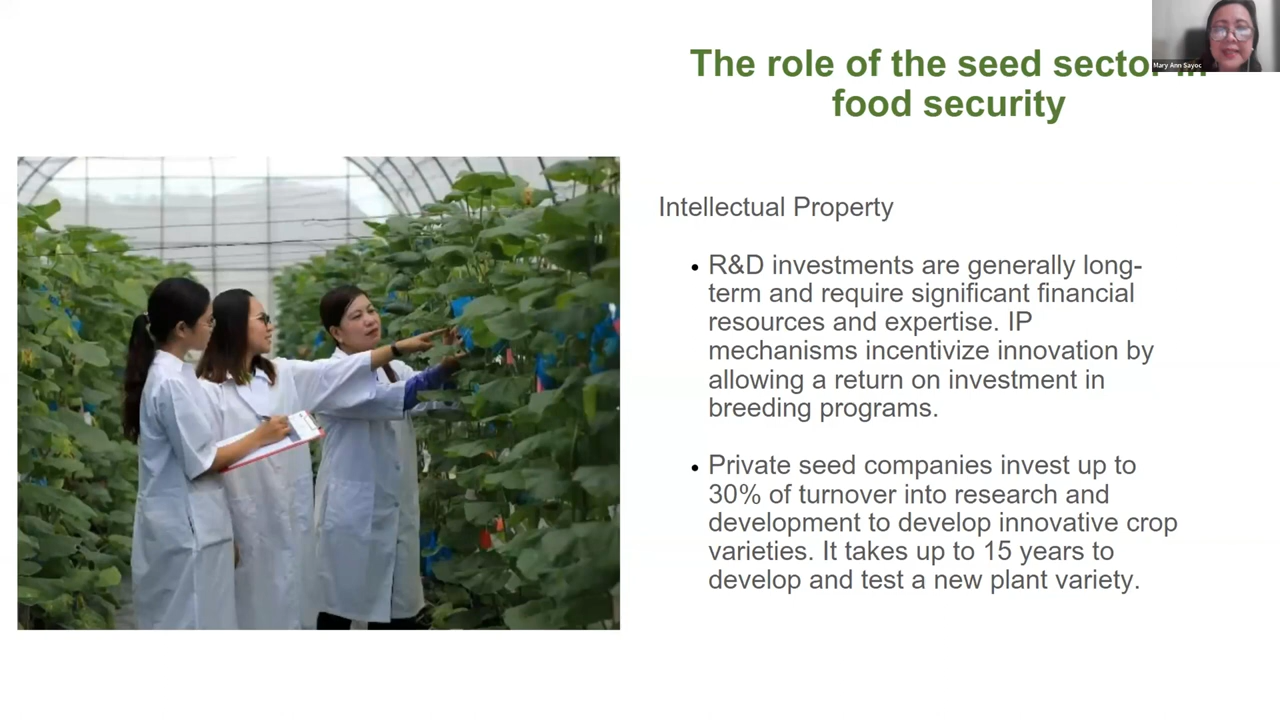 The role of the seed sector in
food security
Mary Ann Sayoc
Intellectual Property
• R&D investments are generally long-
term and require significant financial
resources and expertise. IP
mechanisms incentivize innovation by
allowing a return on investment in
breeding programs.
• Private seed companies invest up to
30% of turnover into research and
development to develop innovative crop
varieties. It takes up to 15 years to
develop and test a new plant variety.